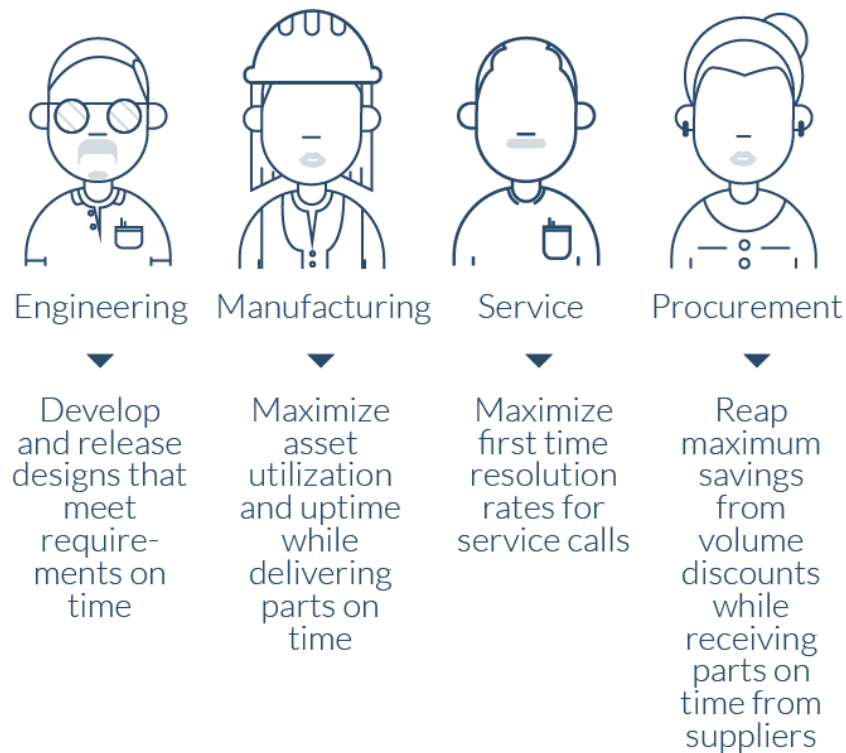 Engineering
Manufacturing
Service
Procurement
Develop
and release
designs that
meet
require-
ments on
time
Maximize
asset
utilization
and uptime
while
delivering
parts on
time
Maximize
first time
resolution
rates for
service calls
Reap
maximum
savings
from
volume
discounts
while
receiving
parts on
time from
suppliers